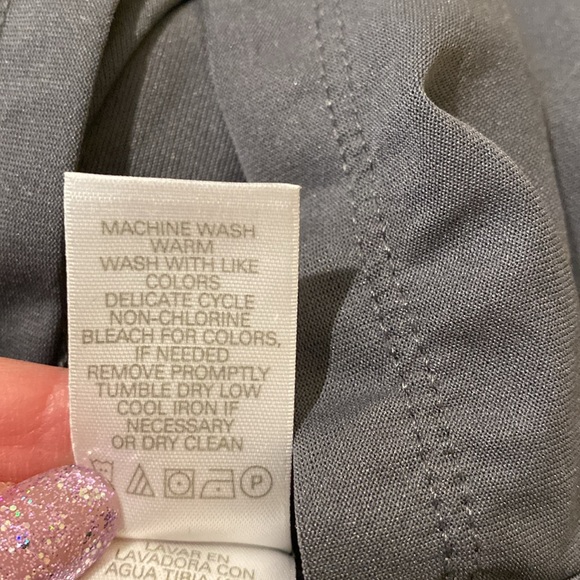 MACHINE WASH
WARM
WASH WITH LIKE
COLORS
DELICATE CYCLE
NON-CHLORINE
BLEACH FOR COLORS,
IF NEEDED
REMOVE PROMPTLY
TUMBLE DRY LOW
COOL IRON IF
NECESSARY
OR DRY CLEAN
P
LAVAR EN
LAVADORA CON
AGUA TIBIA